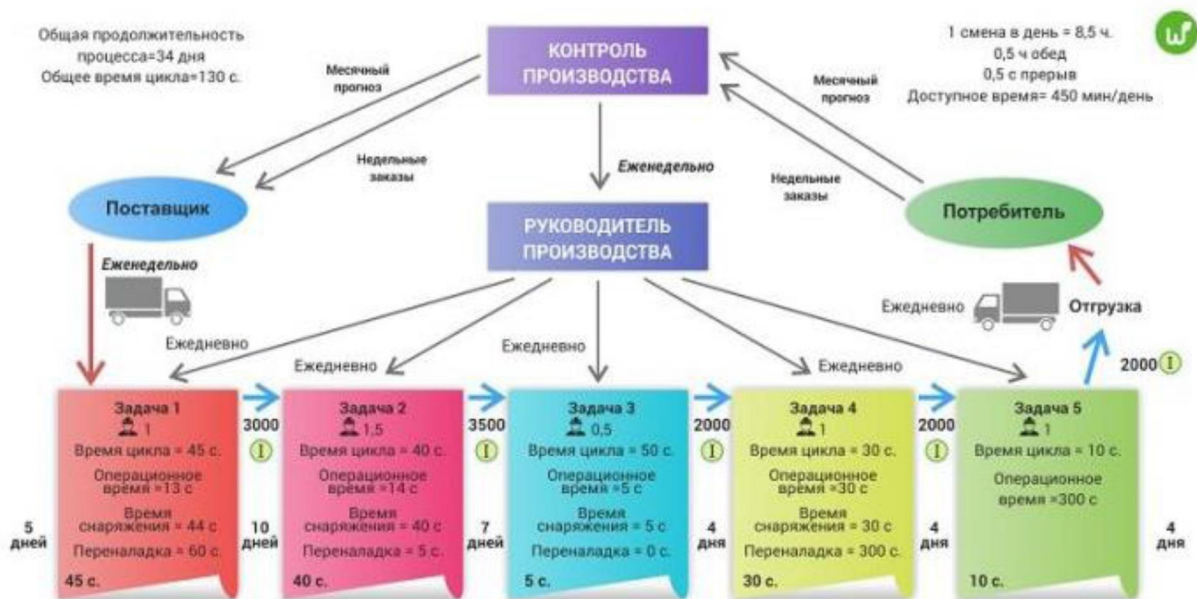 Общая продолжительность
процесса=34 дня
Общее время цикла=130 с.
КОНТРОЛЬ
ПРОИЗВОДСТВА
1 смена в день = 8,5 ч.
0,5 ч обед
0,5 с прерыв
Доступное время= 450 мин/день
Месячный
прогноз
Недельные
заказы
Еженедельно
Месячный
прогноз
Недельные
заказы
Поставщик
РУКОВОДИТЕЛЬ
ПРОИЗВОДСТВА
Потребитель
Еженедельно
Ежедневно
Отгрузка
Ежедневно
Ежедневно
Ежедневно
Ежедневно
2000 I
5
дней
Задача 1
1
Время цикла = 45 с.
Операционное
время =13 с
Время
снаряжения = 44 с
Переналадка = 60 с.
45 с.
3000
I
10
дней
Задача 2
1,5
Время цикла = 40 с.
Операционное
время =14 с
Время
снаряжения = 40 с
Переналадка = 5 с.
40 с.
3500
I
7
дней
Задача 3
0,5
Время цикла = 50 с.
Операционное
время =5 с
Время
снаряжения = 5 с
Переналадка = 0 с.
5 с.
2000
I
4
дня
Задача 4
1
Время цикла = 30 с.
Операционное
время =30 с
Время
снаряжения = 30 с
Переналадка = 300 с.
30 с.
2000
I
4
дня
Задача 5
1
Время цикла = 10 с.
Операционное
время =300 с
10 с.
4
дня